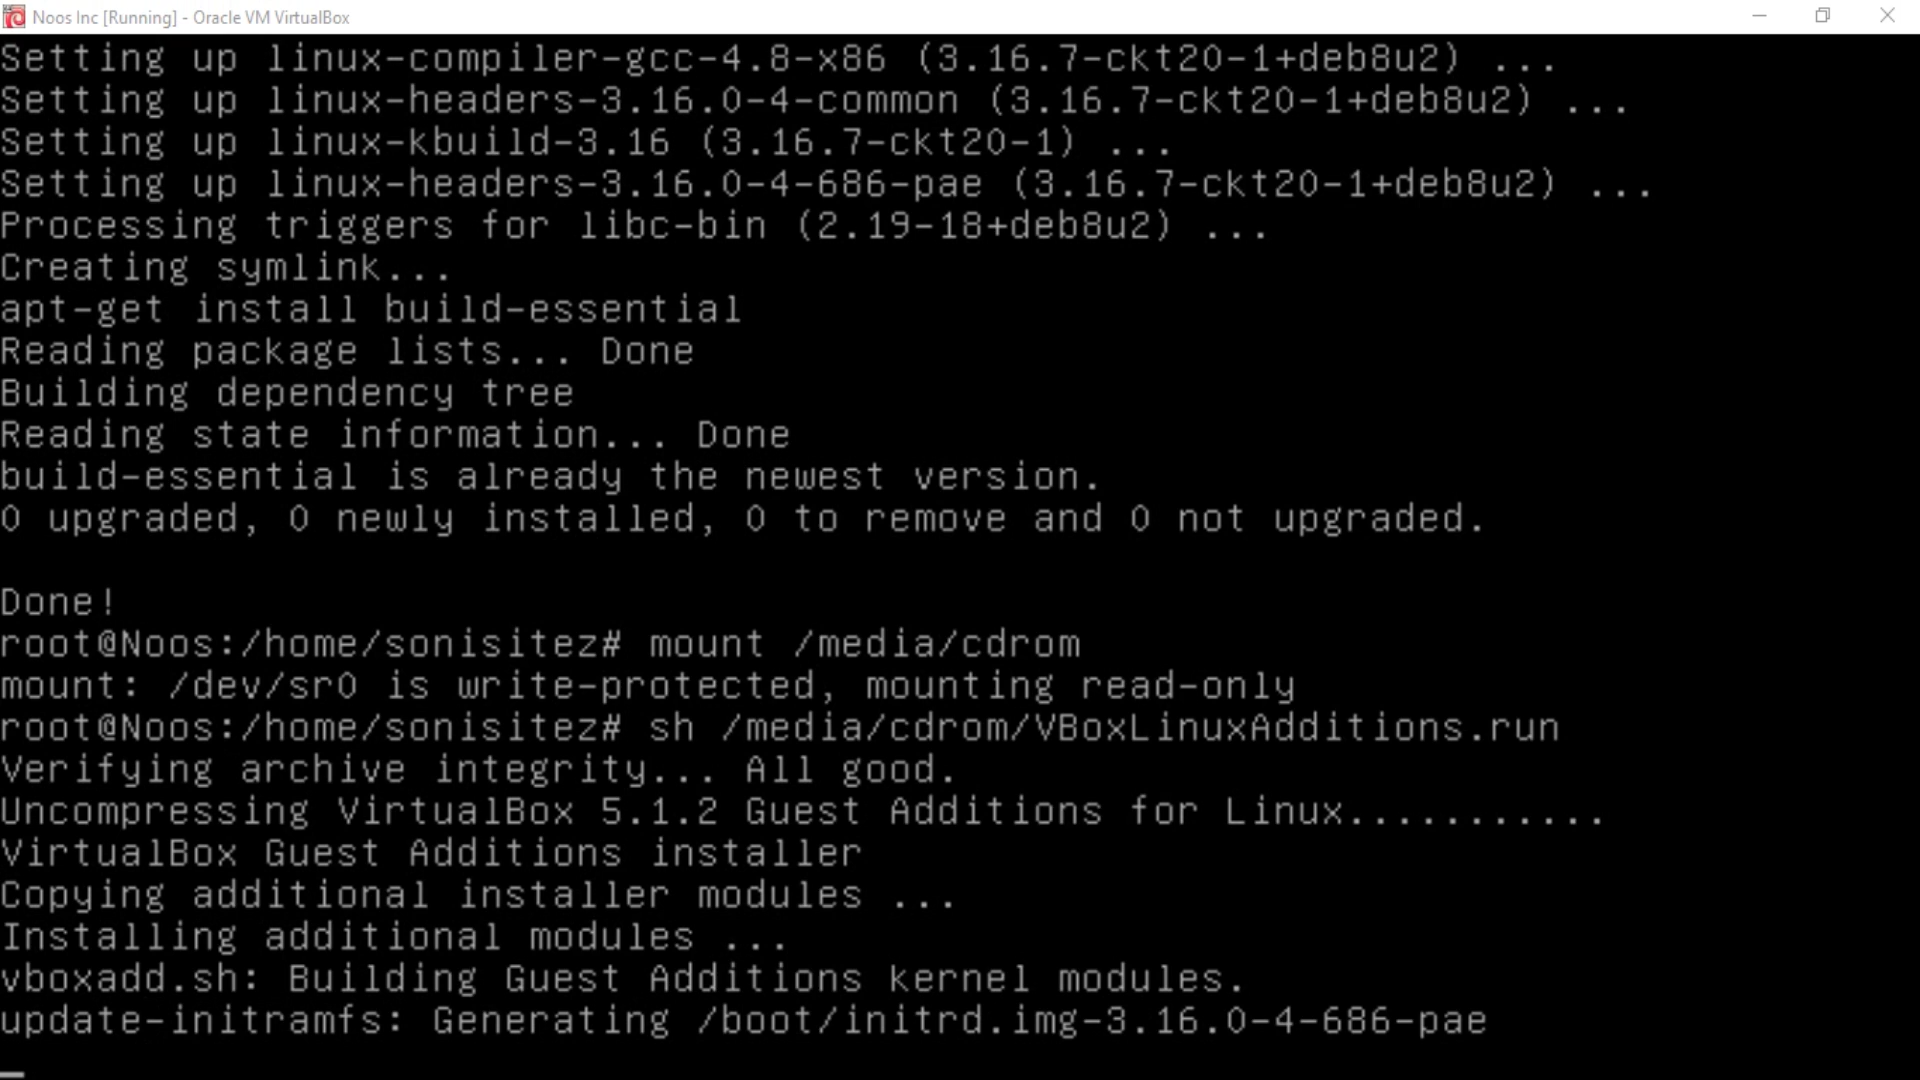 Noos Inc [Running] - Oracle VM VirtualBox
Setting up linux-compiler-gcc-4.8-x86 (3.16.7-ckt20-1+deb8u2) ...
Setting up linux-headers-3.16.0-4-common (3.16.7-ckt20-1+deb8u2) ...
Setting up linux-kbuild-3.16 (3.16.7-ckt20-1) ...
Setting up linux-headers-3.16.0-4-686-pae (3.16.7-ckt20-1+deb8u2) ...
Processing triggers for libc-bin (2.19-18+deb8u2) ...
Creating symlink...
apt-get install build-essential
Reading package lists... Done
Building dependency tree
Reading state information... Done
build-essential is already the newest version.
0 upgraded, 0 newly installed, 0 to remove and 0 not upgraded.
Done!
root@Noos:/home/sonisitez# mount /media/cdrom
mount: /dev/sr0 is write-protected, mounting read-only
root@Noos:/home/sonisitez# sh /media/cdrom/VBoxLinuxAdditions.run
Verifying archive integrity... All good.
Uncompressing VirtualBox 5.1.2 Guest Additions for Linux...........
VirtualBox Guest Additions installer
Copying additional installer modules ...
Installing additional modules ...
vboxadd.sh: Building Guest Additions kernel modules.
update-initramfs: Generating /boot/initrd.img-3.16.0-4-686-pae